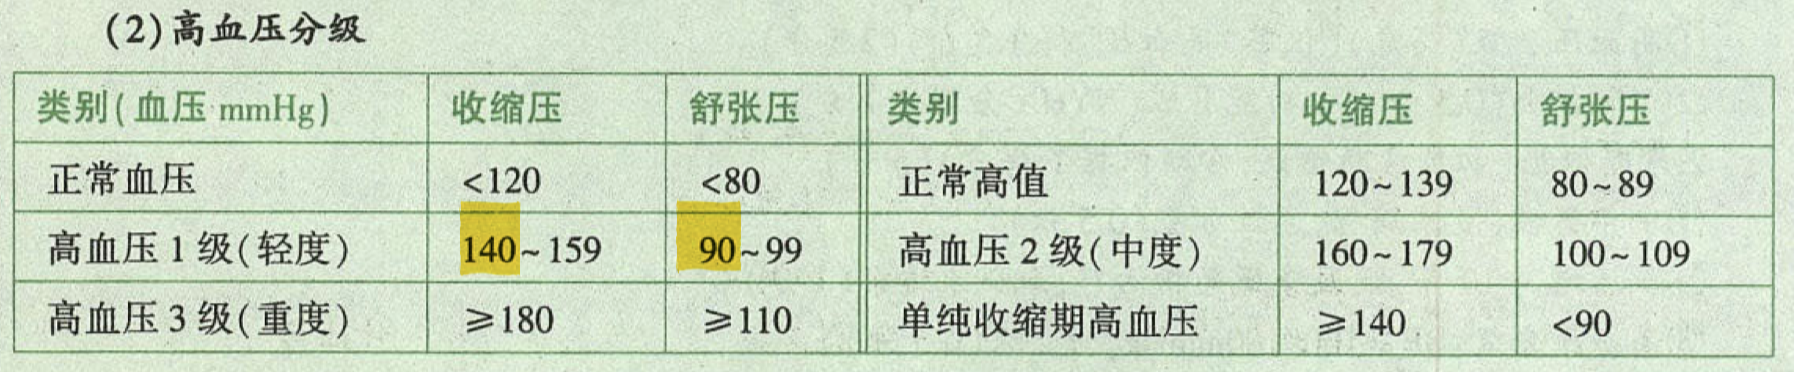 (2)高血压分级
类别(血压 mmHg) 收缩压 舒张压 类别 收缩压 舒张压
正常血压 <120 <80 正常高值 120~139 80~89
高血压1级(轻度) 140~159 90~99 高血压2级(中度) 160~179 100~109
高血压3级(重度) ≥180 ≥110 单纯收缩期高血压 ≥140 <90